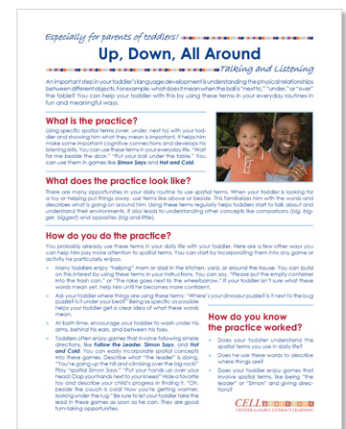 Especially for parents of toddlers!
Up, Down, All Around
Talking and Listening
An important step in your toddler's language development is understanding the physical relationships
between different objects. For example, what does it mean when the ball is "next to," "under," or "over"
the table? You can help your toddler with this by using these terms in your everyday routines in
fun and meaningful ways.
What is the practice?
Using specific spatial terms (over, under, next to) with your tod-
dler and showing him what they mean is important. It helps him
make some important cognitive connections and develops his
listening skills. You can use these terms in your everyday life. "Wait
for me beside the door." "Put your ball under the table." You
can use them in games like Simon Says and Hot and Cold.
What does the practice look like?
There are many opportunities in your daily routine to use spatial terms. When your toddler is looking for
a toy or helping put things away, use terms like above or beside. This familiarizes him with the words and
describes what is going on around him. Using these terms regularly helps toddlers start to talk about and
understand their environments. It also leads to understanding other concepts like comparisons (big, big-
ger, biggest) and opposites (big and little).
How do you do the practice?
You probably already use these terms in your daily life with your toddler. Here are a few other ways you
can help him pay more attention to spatial terms. You can start by incorporating them into any game or
activity he particularly enjoys.
Many toddlers enjoy "helping" mom or dad in the kitchen, yard, or around the house. You can build
on this interest by using these terms in your instructions. You can say, "Please put the empty container
into the trash can," or "The rake goes next to the wheelbarrow." If your toddler isn't sure what these
words mean yet, help him until he becomes more confident.
Ask your toddler where things are using these terms: "Where's your dinosaur puzzle? Is it next to the bug
puzzle? Is it under your bed?" Being as specific as possible
helps your toddler get a clear idea of what these words
mean.
At bath time, encourage your toddler to wash under his
arms, behind his ears, and between his toes.
Toddlers often enjoy games that involve following simple
directions, like Follow the Leader, Simon Says, and Hot
and Cold. You can easily incorporate spatial concepts
into these games. Describe what "the leader" is doing.
"You're going up the hill and climbing over the big rock!"
Play "spatial Simon Says." "Put your hands up over your
head! Clap your hands next to your knees!" Hide a favorite
toy and describe your child's progress in finding it. "Oh,
beside the couch is cold! Now you're getting warmer,
looking under the rug." Be sure to let your toddler take the
lead in these games as soon as he can. They are good
turn-taking opportunities.
How do you know
the practice worked?
Does your toddler understand the
spatial terms you use in daily life?
Does he use these words to describe
where things are?
Does your toddler enjoy games that
involve spatial terms, like being "the
leader" or "Simon" and giving direc-
tions?
CELL
CENTER for EARLY LITERACY LEARNING